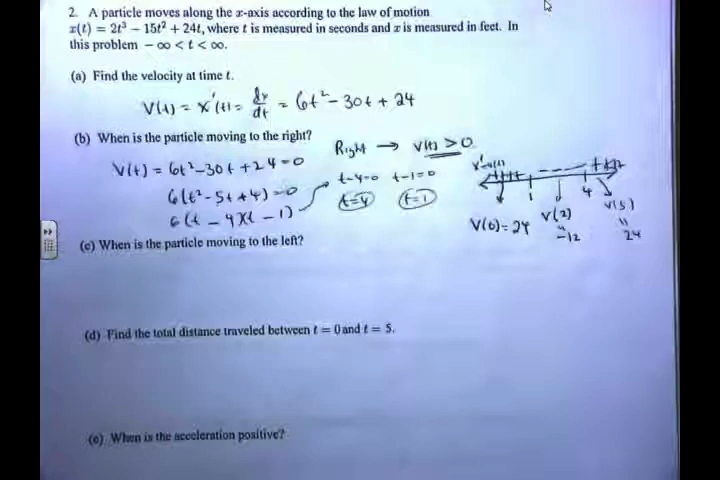 2. A particle moves along the x-axis according to the law of motion
x(t) = 2t³ − 15t² + 24t, where t is measured in seconds and x is measured in feet. In
this problem − ∞ < t < ∞.
(a) Find the velocity at time t.
V(t) = x'(t) = dx/dt = 6t² − 30t + 24
(b) When is the particle moving to the right?
Right → V(t) > 0
V(t) = 6t² − 30t + 24 = 0
6(t² − 5t + 4) = 0
6(t − 4)(t − 1)
t−4=0 t−1=0
t=4 t=1
x'=v(t)
++++ − − − − +++
1 4
V(0) = 24 V(2) V(5)
" "
−12 24
(c) When is the particle moving to the left?
(d) Find the total distance traveled between t = 0 and t = 5.
(e) When is the acceleration positive?